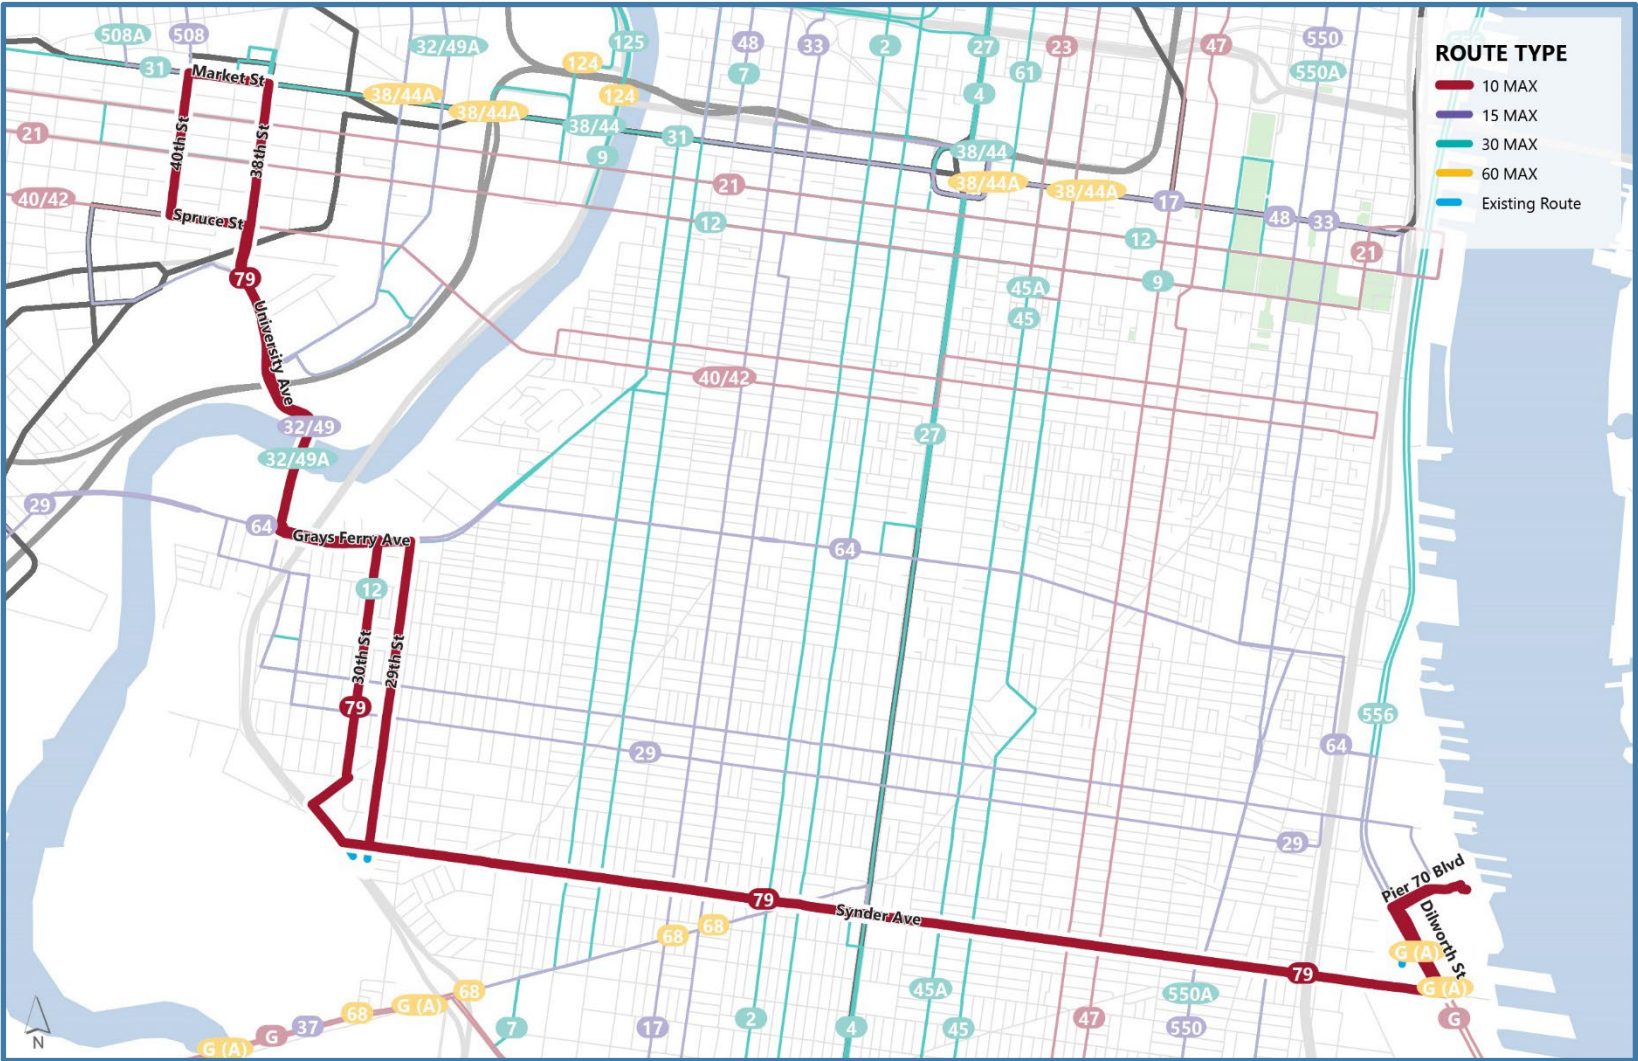 508A
508
32/49A
125
48
33
2
27
23
47
550
ROUTE TYPE
10 MAX
15 MAX
30 MAX
60 MAX
Existing Route
31
Market St
124
7
61
550A
38/44A
124
4
38/44A
21
40th St
38th St
38/44
31
9
38/44
21
38/44A
38/44A
40/42
Spruce St
12
17
48
33
12
21
79
45A
9
University Ave
45
40/42
32/49
27
32/49A
29
64
Grays Ferry Ave
64
12
30th St
29th St
79
556
29
64
29
Pier 70 Blvd
79
Synder Ave
Dilworth St
68
68
G (A)
79
45A
550A
G (A)
68
G (A)
68
37
G
G (A)
7
17
2
4
45
47
550
G
N